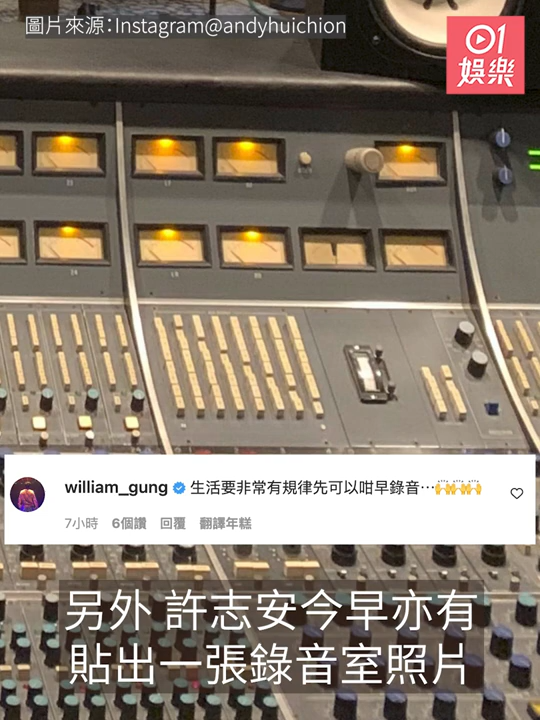 圖片來源：Instagram@andyhuichion
01
娛樂
william_gung 生活要非常有規律先可以咁早錄音…🙌🙌🙌
7小時 6個讚 回覆 翻譯年糕
另外 許志安今早亦有
貼出一張錄音室照片